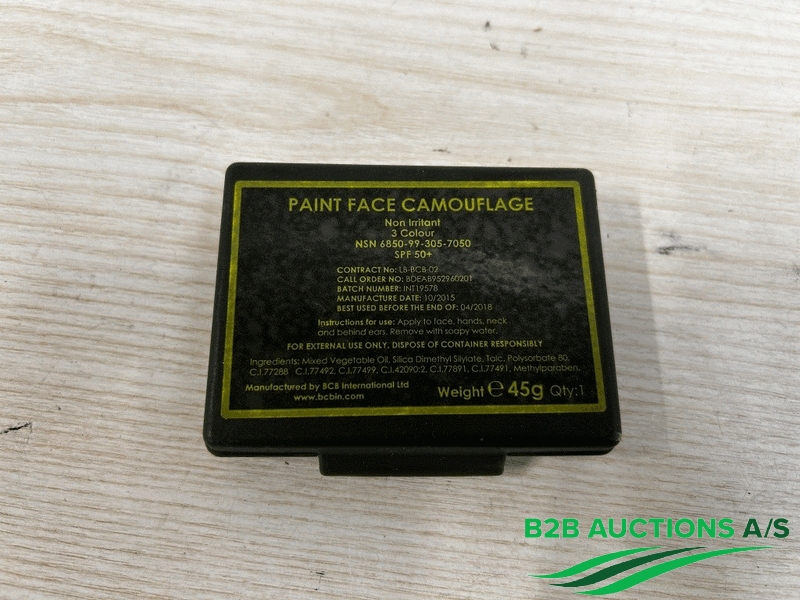 PAINT FACE CAMOUFLAGE
Non Irritant
3 Colour
NSN 6850-99-305-7050
SPF 50+
CONTRACT No: LB-BCB-02
CALL ORDER NO: BDEAB952960201
BATCH NUMBER: INT19578
MANUFACTURE DATE: 10/2015
BEST USED BEFORE THE END OF: 04/2018
Instructions for use: Apply to face, hands, neck
and behind ears. Remove with soapy water.
FOR EXTERNAL USE ONLY, DISPOSE OF CONTAINER RESPONSIBLY
Ingredients: Mixed Vegetable Oil, Silica Dimethyl Silylate, Talc, Polysorbate 80,
C.I.77288 C.I.77492, C.I.77499, C.I.42090:2, C.I.77891, C.I.77491, Methylparaben.
Manufactured by BCB International Ltd
www.bcbin.com
Weight e 45g Qty:1
B2B AUCTIONS A/S